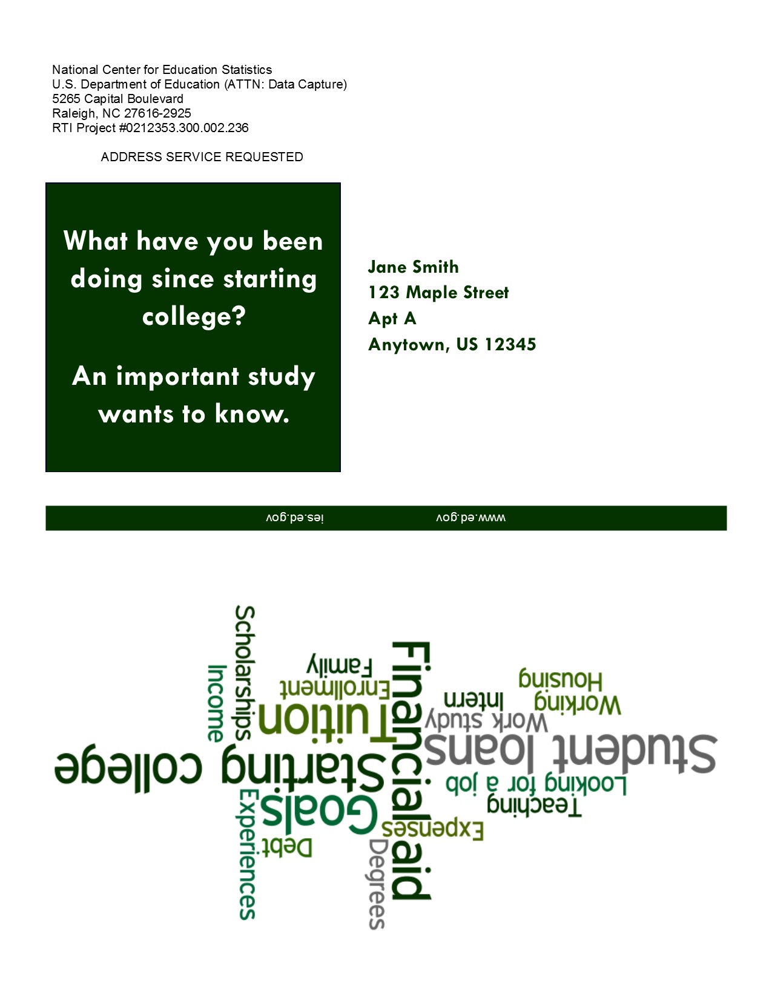 National Center for Education Statistics
U.S. Department of Education (ATTN: Data Capture)
5265 Capital Boulevard
Raleigh, NC 27616-2925
RTI Project #0212353.300.002.236
ADDRESS SERVICE REQUESTED
What have you been
doing since starting
college?
An important study
wants to know.
Jane Smith
123 Maple Street
Apt A
Anytown, US 12345
www.ed.gov
ies.ed.gov
Scholarships
Income
Family
Enrollment
Tuition
Financial aid
Housing
Intern
Working
Work study
Student loans
Starting college
Looking for a job
Teaching
Goals
Experiences
Expenses
Debt
Degrees